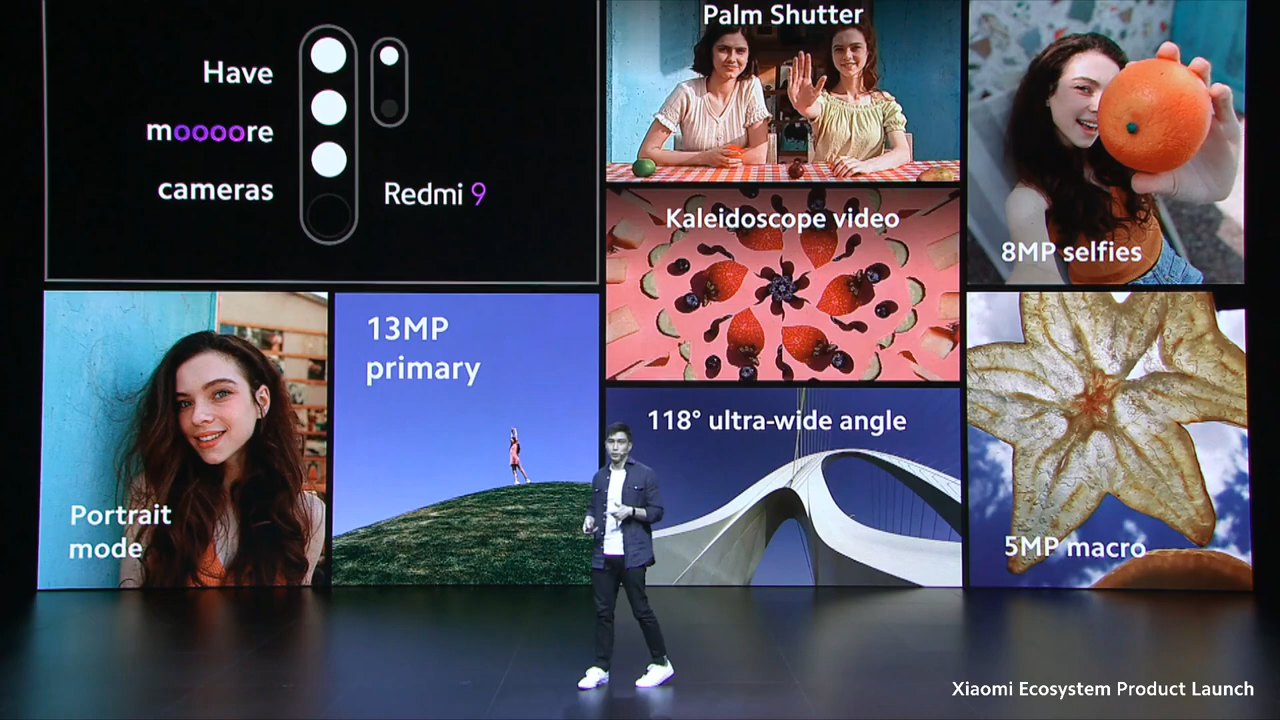 Have
moooore
cameras
Redmi 9
Palm Shutter
Kaleidoscope video
8MP selfies
Portrait
mode
13MP
primary
118° ultra-wide angle
5MP macro
Xiaomi Ecosystem Product Launch